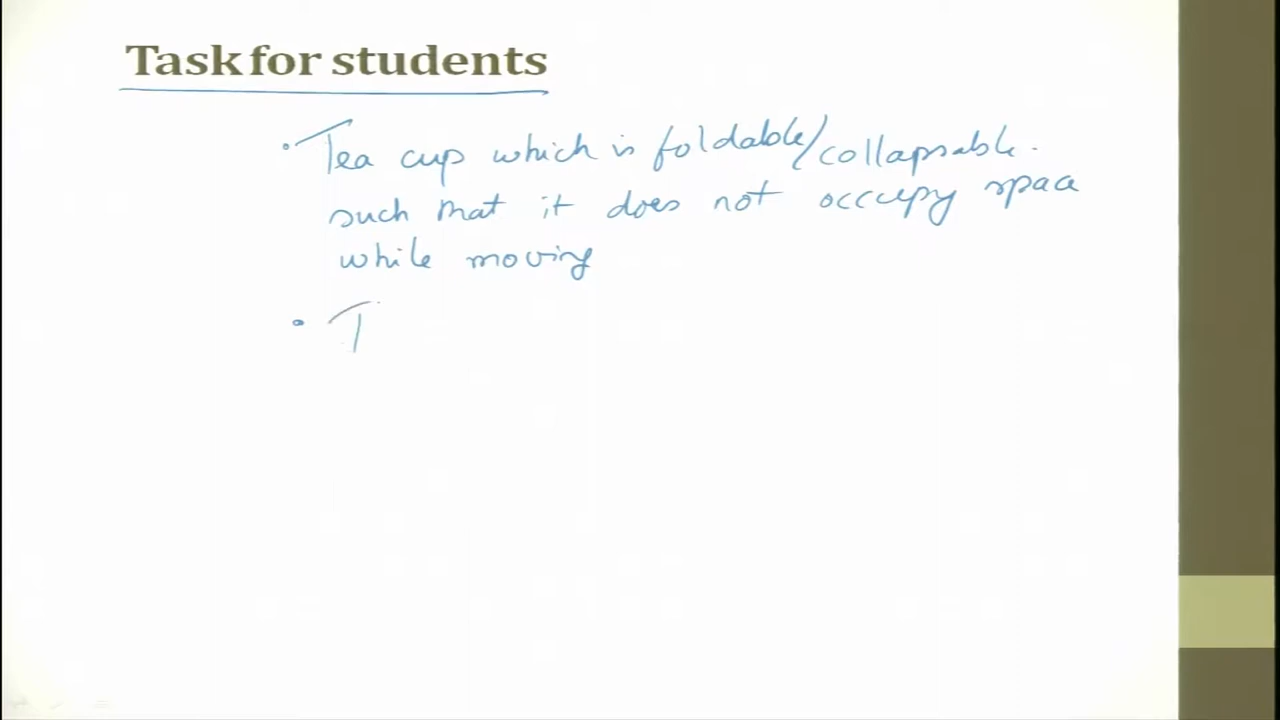 Task for students
• Tea cup which is foldable/collapsable.
such that it does not occupy space
while moving
• T